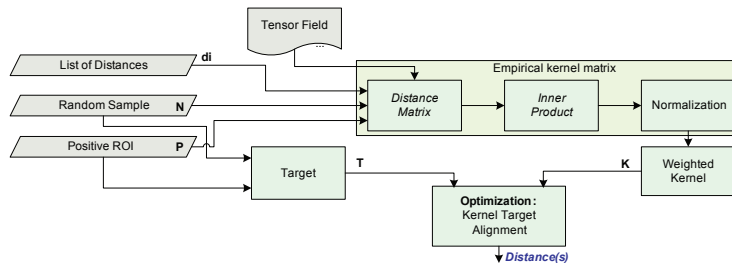 Tensor Field
...
List of Distances
di
Empirical kernel matrix
Random Sample
N
Distance
Matrix
Inner
Product
Normalization
Positive ROI
P
Target
T
K
Weighted
Kernel
Optimization:
Kernel Target
Alignment
Distance(s)